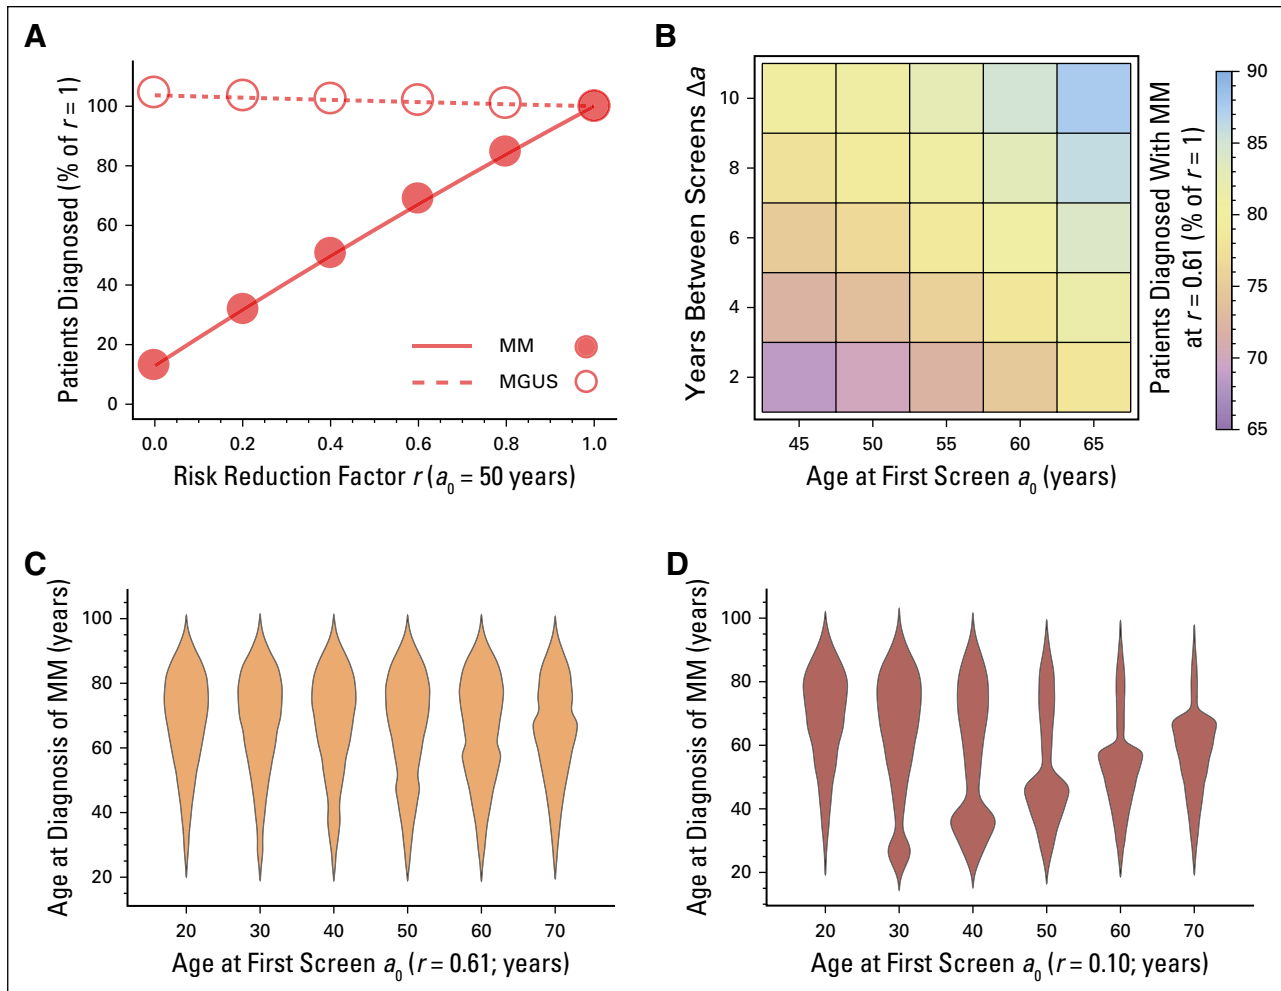 A
Patients Diagnosed (% of r = 1)
100
80
60
40
20
0
MM
MGUS
0.0 0.2 0.4 0.6 0.8 1.0
Risk Reduction Factor r (a0 = 50 years)
B
Years Between Screens Δa
10
8
6
4
2
45 50 55 60 65
Age at First Screen a0 (years)
Patients Diagnosed With MM
at r = 0.61 (% of r = 1)
90
85
80
75
70
65
C
Age at Diagnosis of MM (years)
100
80
60
40
20
20 30 40 50 60 70
Age at First Screen a0 (r = 0.61; years)
D
Age at Diagnosis of MM (years)
100
80
60
40
20
20 30 40 50 60 70
Age at First Screen a0 (r = 0.10; years)